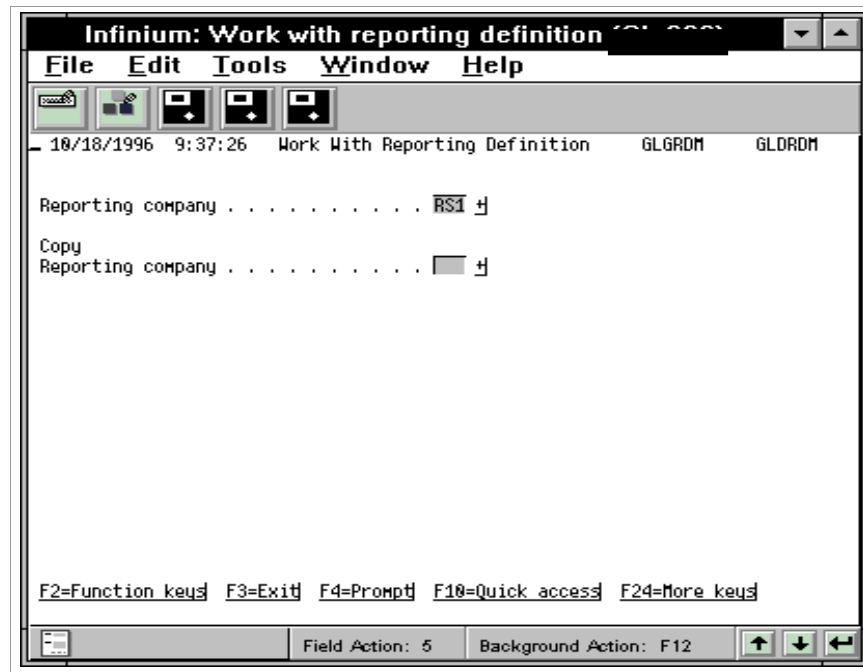 Infinium: Work with reporting definition
File Edit Tools Window Help
10/18/1996 9:37:26 Work With Reporting Definition GLGRDM GLDRDM
Reporting company . . . . . . . . . . RS1 +
Copy
Reporting company . . . . . . . . . . +
F2=Function keys F3=Exit F4=Prompt F10=Quick access F24=More keys
Field Action: 5 Background Action: F12